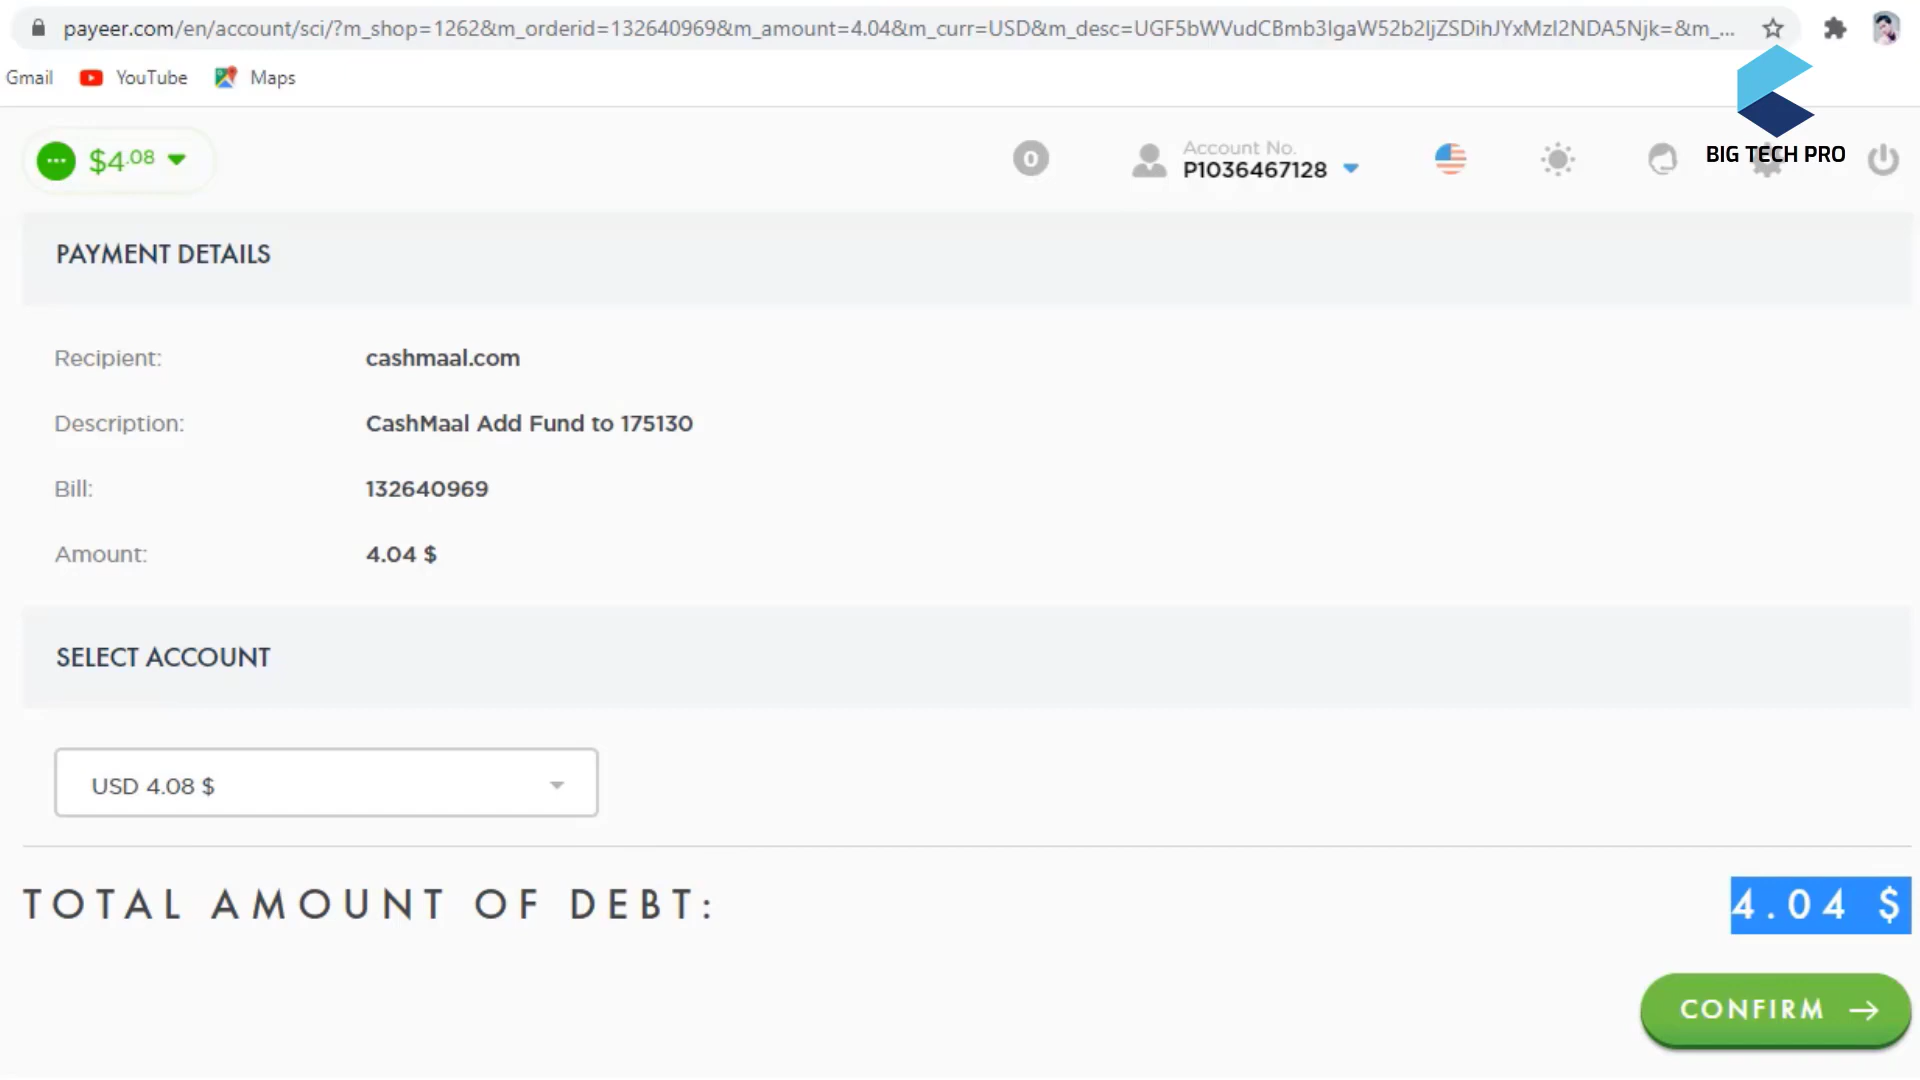 payeer.com/en/account/sci/?m_shop=1262&m_orderid=132640969&m_amount=4.04&m_curr=USD&m_desc=UGF5bWVudCBmb3IgaW52b2ljZSDihJYxMzI2NDA5Njk=&m_...
Gmail YouTube Maps
$4.08
0
Account No.
P1036467128
BIG TECH PRO
PAYMENT DETAILS
Recipient: cashmaal.com
Description: CashMaal Add Fund to 175130
Bill: 132640969
Amount: 4.04 $
SELECT ACCOUNT
USD 4.08 $
TOTAL AMOUNT OF DEBT: 4.04 $
CONFIRM